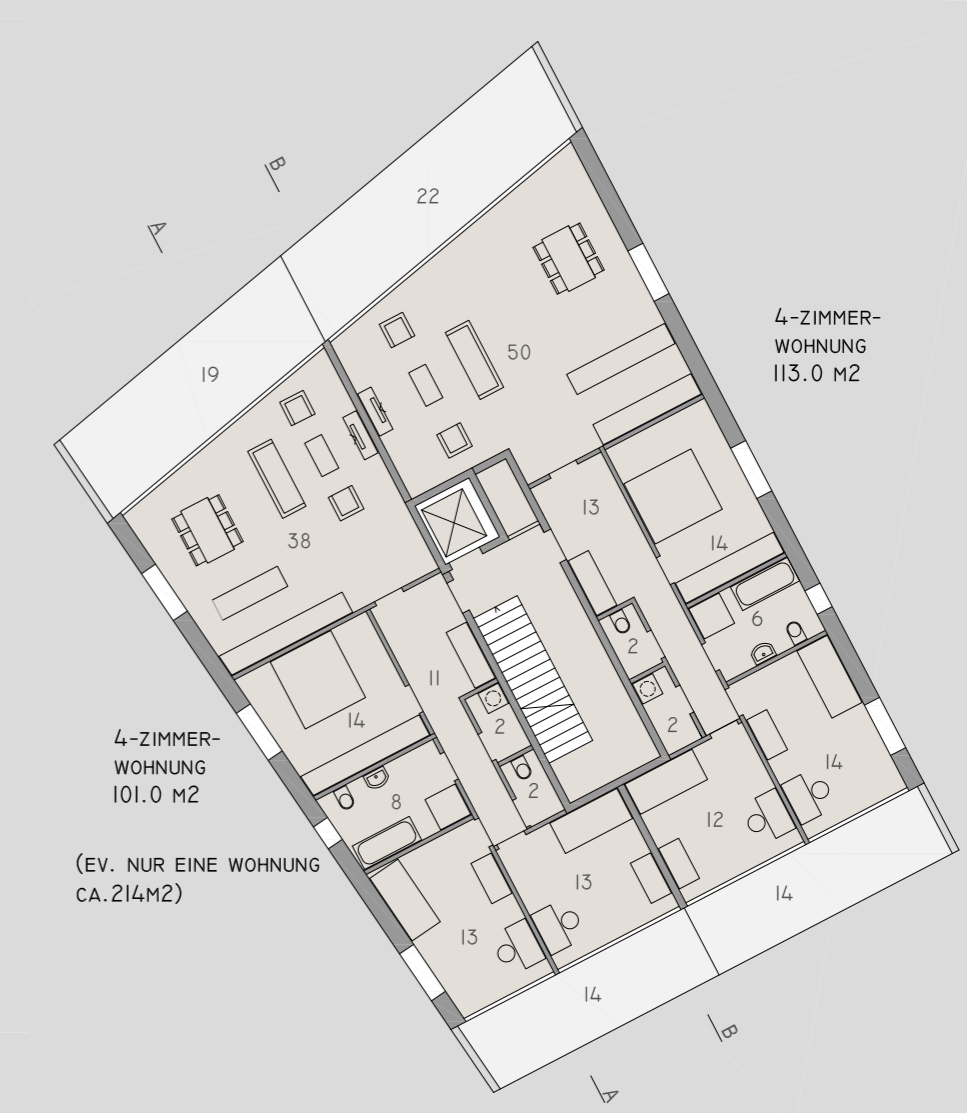 B
A
22
19
50
4-ZIMMER-
WOHNUNG
113.0 M2
38
13
14
6
2
11
14
2
2
4-ZIMMER-
WOHNUNG
101.0 M2
8
2
14
12
(EV. NUR EINE WOHNUNG
CA.214M2)
13
14
13
14
B
A